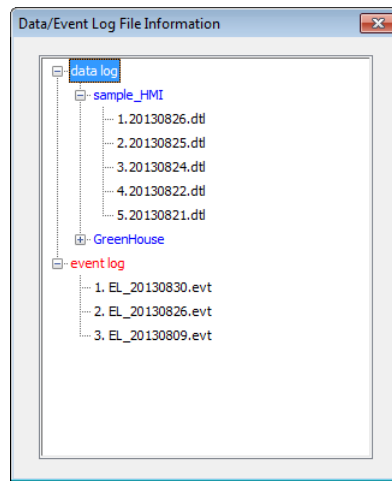 Data/Event Log File Information
data log
sample_HMI
1.20130826.dtl
2.20130825.dtl
3.20130824.dtl
4.20130822.dtl
5.20130821.dtl
GreenHouse
event log
1. EL_20130830.evt
2. EL_20130826.evt
3. EL_20130809.evt